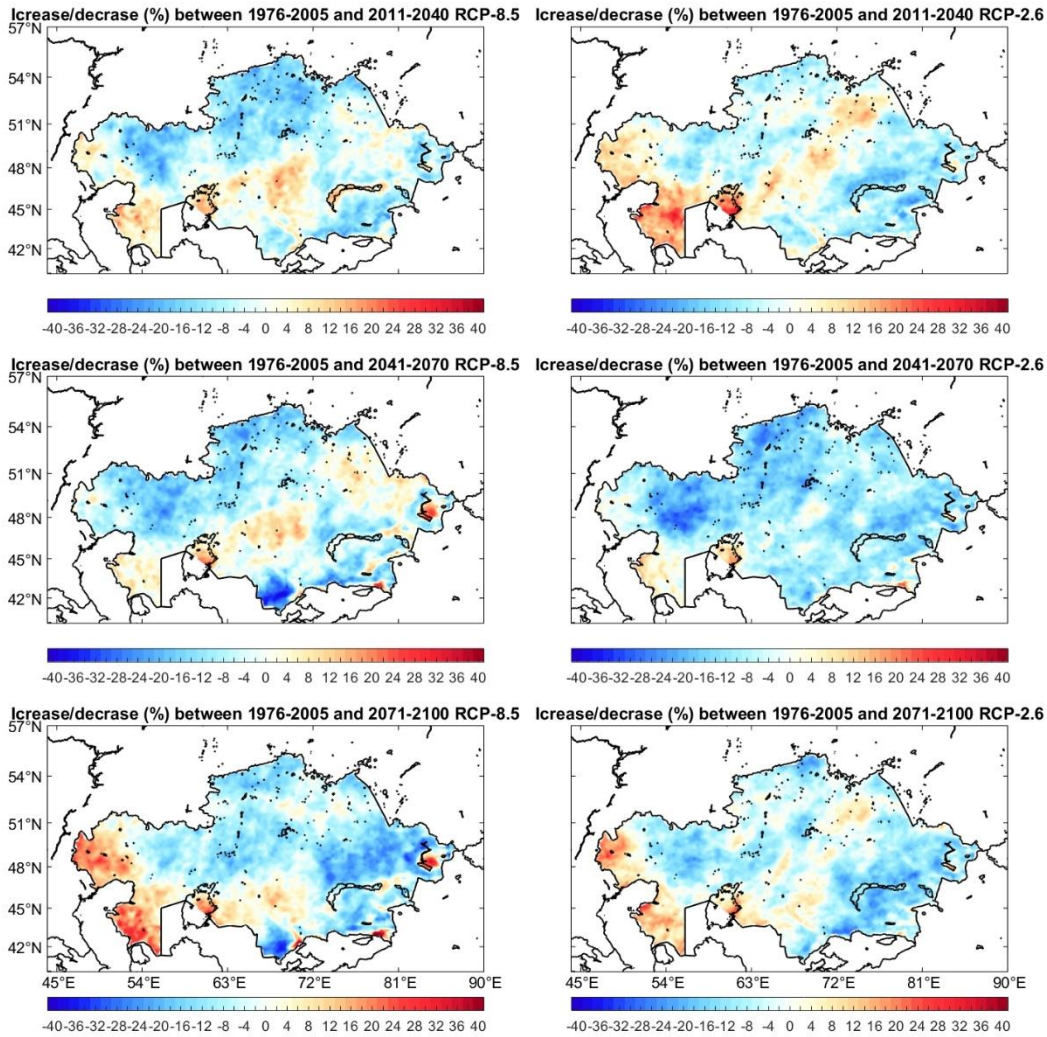 Icrease/decrase (%) between 1976-2005 and 2011-2040 RCP-8.5
57°N
54°N
51°N
48°N
45°N
42°N
-40-36-32-28-24-20-16-12 -8 -4 0 4 8 12 16 20 24 28 32 36 40
Icrease/decrase (%) between 1976-2005 and 2011-2040 RCP-2.6
-40-36-32-28-24-20-16-12 -8 -4 0 4 8 12 16 20 24 28 32 36 40
45°E 54°E 63°E 72°E 81°E 90°E
Icrease/decrase (%) between 1976-2005 and 2041-2070 RCP-8.5
57°N
54°N
51°N
48°N
45°N
42°N
-40-36-32-28-24-20-16-12 -8 -4 0 4 8 12 16 20 24 28 32 36 40
Icrease/decrase (%) between 1976-2005 and 2041-2070 RCP-2.6
-40-36-32-28-24-20-16-12 -8 -4 0 4 8 12 16 20 24 28 32 36 40
Icrease/decrase (%) between 1976-2005 and 2071-2100 RCP-8.5
57°N
54°N
51°N
48°N
45°N
42°N
45°E 54°E 63°E 72°E 81°E 90°E
-40-36-32-28-24-20-16-12 -8 -4 0 4 8 12 16 20 24 28 32 36 40
Icrease/decrase (%) between 1976-2005 and 2071-2100 RCP-2.6
54°E 63°E 72°E 81°E 90°E
-40-36-32-28-24-20-16-12 -8 -4 0 4 8 12 16 20 24 28 32 36 40